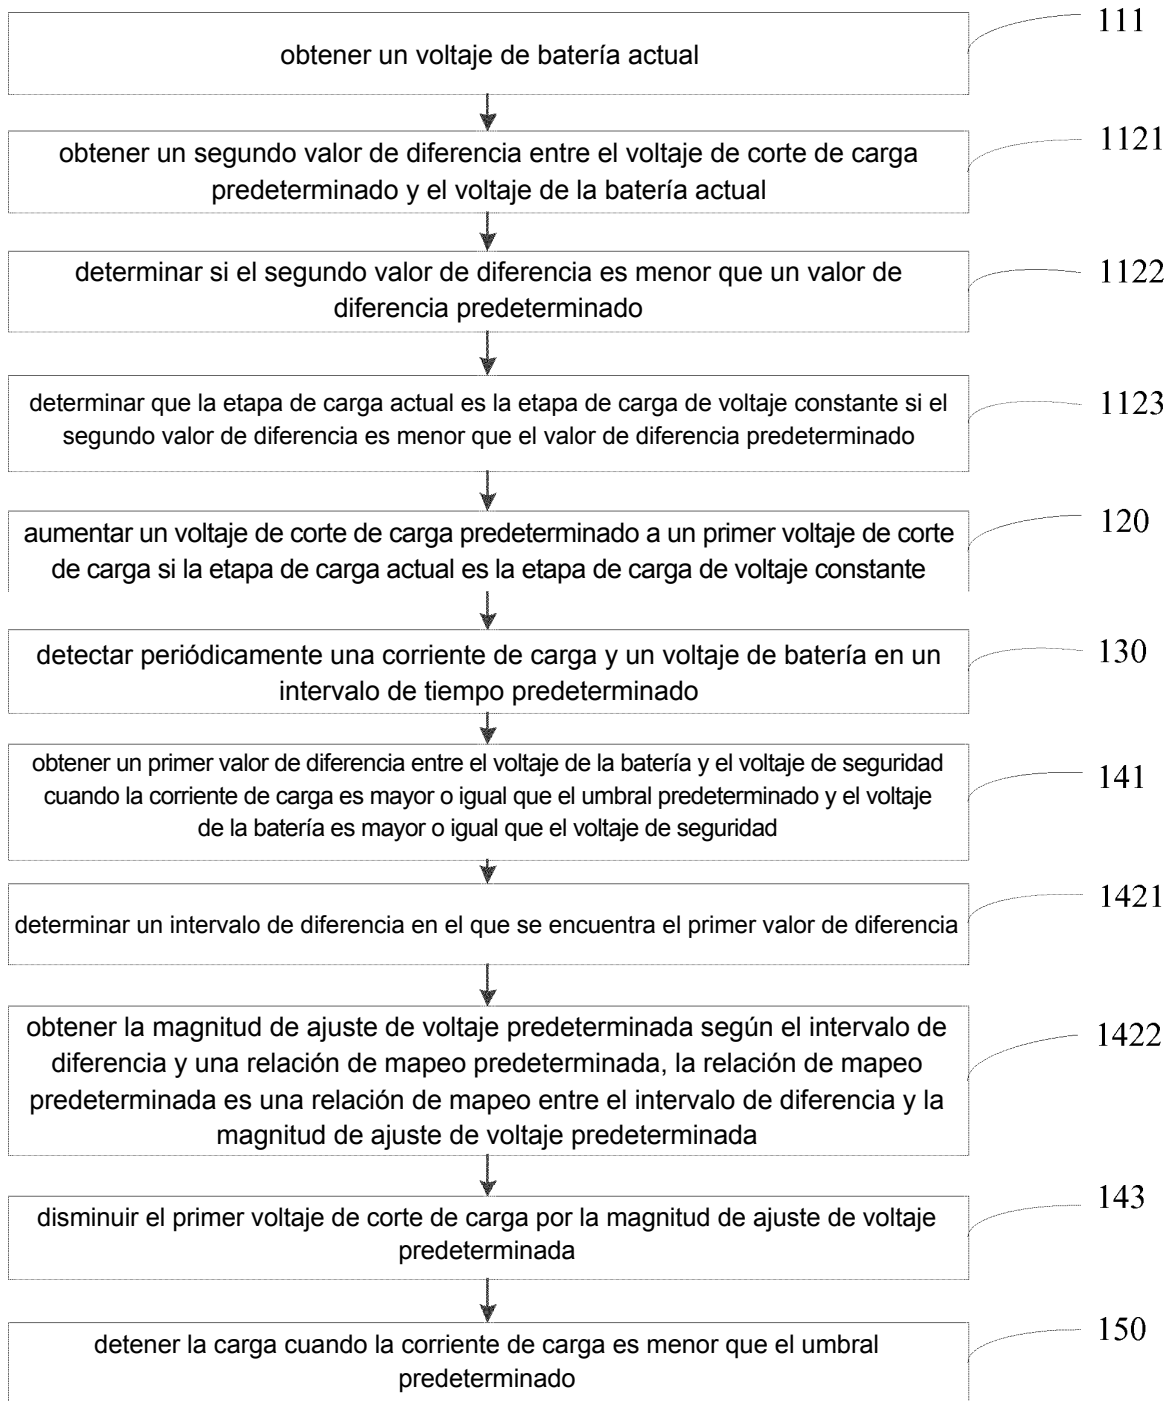 obtener un voltaje de batería actual
111
obtener un segundo valor de diferencia entre el voltaje de corte de carga
predeterminado y el voltaje de la batería actual
1121
determinar si el segundo valor de diferencia es menor que un valor de
diferencia predeterminado
1122
determinar que la etapa de carga actual es la etapa de carga de voltaje constante si el
segundo valor de diferencia es menor que el valor de diferencia predeterminado
1123
aumentar un voltaje de corte de carga predeterminado a un primer voltaje de corte
de carga si la etapa de carga actual es la etapa de carga de voltaje constante
120
detectar periódicamente una corriente de carga y un voltaje de batería en un
intervalo de tiempo predeterminado
130
obtener un primer valor de diferencia entre el voltaje de la batería y el voltaje de seguridad
cuando la corriente de carga es mayor o igual que el umbral predeterminado y el voltaje
de la batería es mayor o igual que el voltaje de seguridad
141
determinar un intervalo de diferencia en el que se encuentra el primer valor de diferencia
1421
obtener la magnitud de ajuste de voltaje predeterminada según el intervalo de
diferencia y una relación de mapeo predeterminada, la relación de mapeo
predeterminada es una relación de mapeo entre el intervalo de diferencia y la
magnitud de ajuste de voltaje predeterminada
1422
disminuir el primer voltaje de corte de carga por la magnitud de ajuste de voltaje
predeterminada
143
detener la carga cuando la corriente de carga es menor que el umbral
predeterminado
150